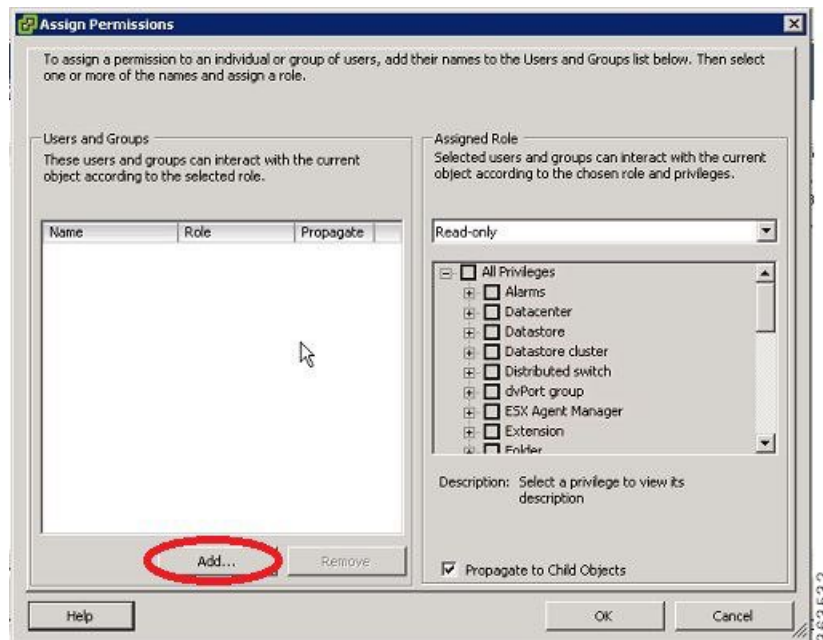 Assign Permissions
To assign a permission to an individual or group of users, add their names to the Users and Groups list below. Then select
one or more of the names and assign a role.
Users and Groups
These users and groups can interact with the current
object according to the selected role.
Name Role Propagate
Add...
Remove
Assigned Role
Selected users and groups can interact with the current
object according to the chosen role and privileges.
Read-only
All Privileges
Alarms
Datacenter
Datastore
Datastore cluster
Distributed switch
dvPort group
ESX Agent Manager
Extension
Folder
Description: Select a privilege to view its
description
Propagate to Child Objects
Help
OK
Cancel